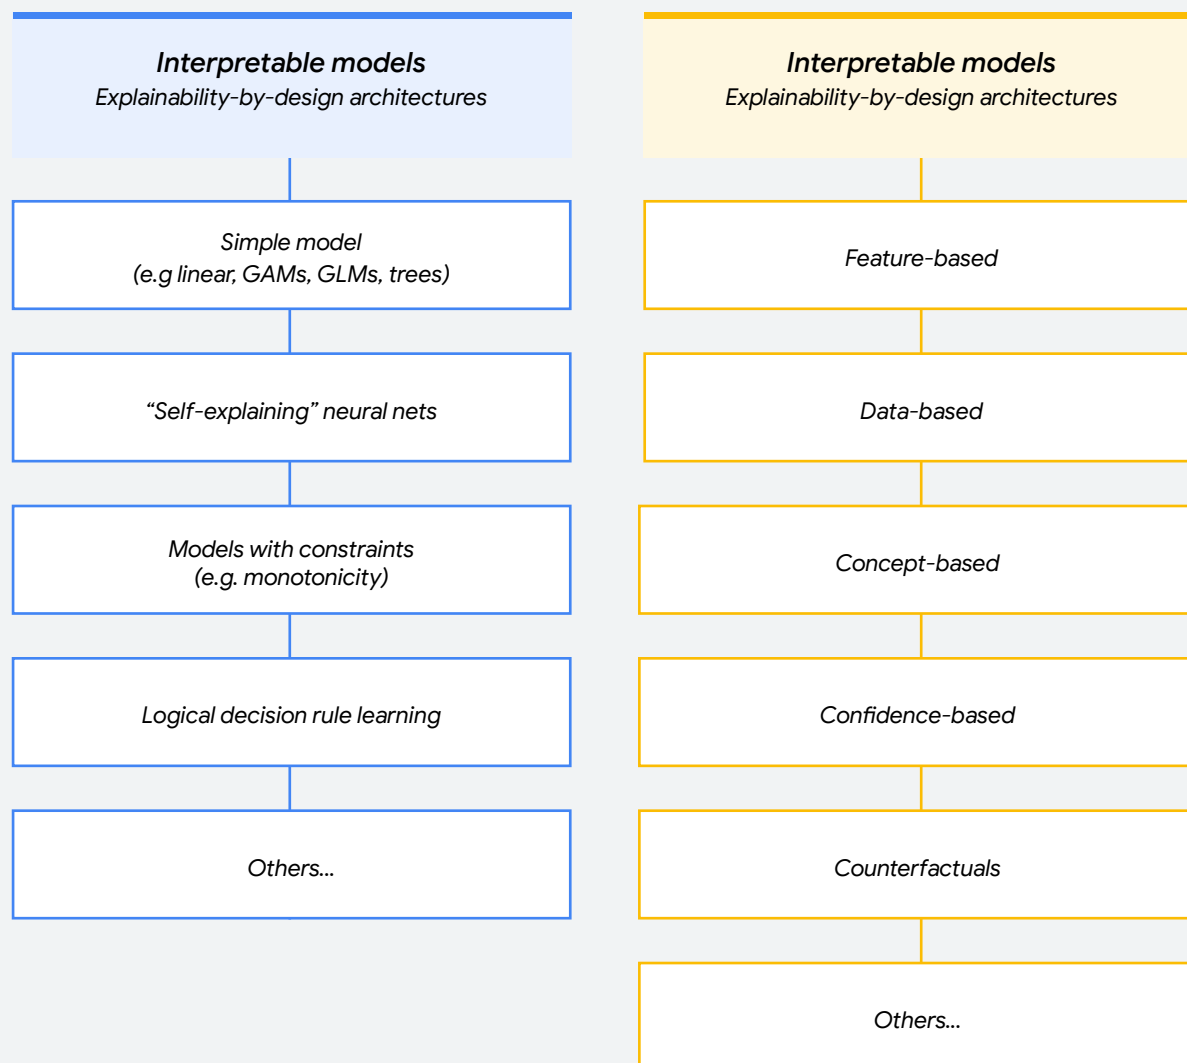 Interpretable models
Explainability-by-design architectures
Simple model
(e.g linear, GAMs, GLMs, trees)
“Self-explaining” neural nets
Models with constraints
(e.g. monotonicity)
Logical decision rule learning
Others...
Interpretable models
Explainability-by-design architectures
Feature-based
Data-based
Concept-based
Confidence-based
Counterfactuals
Others...